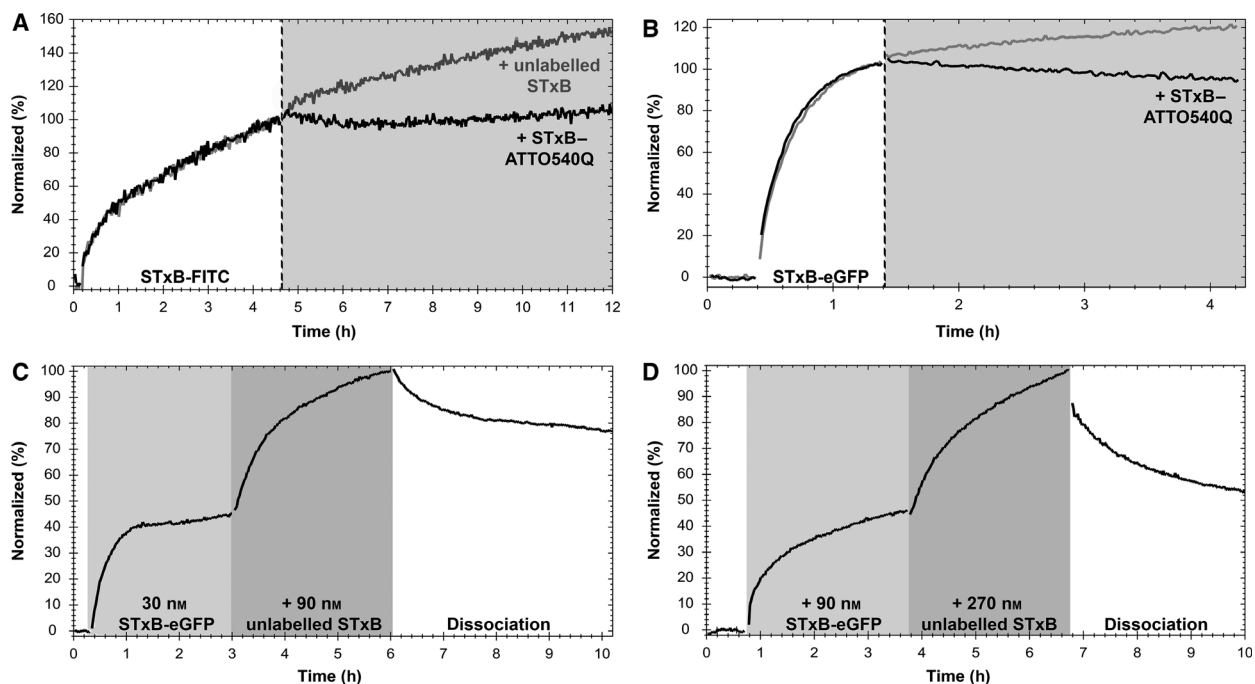 A
Normalized (%)
160
140
120
100
80
60
40
20
0
+ unlabelled
STxB
+ STxB–
ATTO540Q
STxB-FITC
0 1 2 3 4 5 6 7 8 9 10 11 12
Time (h)
B
Normalized (%)
120
100
80
60
40
20
0
+ STxB–
ATTO540Q
STxB-eGFP
0 1 2 3 4
Time (h)
C
Normalized (%)
100
90
80
70
60
50
40
30
20
10
0
30 nM
STxB-eGFP
+ 90 nM
unlabelled STxB
Dissociation
0 1 2 3 4 5 6 7 8 9 10
Time (h)
D
Normalized (%)
100
90
80
70
60
50
40
30
20
10
0
+ 90 nM
STxB-eGFP
+ 270 nM
unlabelled STxB
Dissociation
0 1 2 3 4 5 6 7 8 9 10
Time (h)